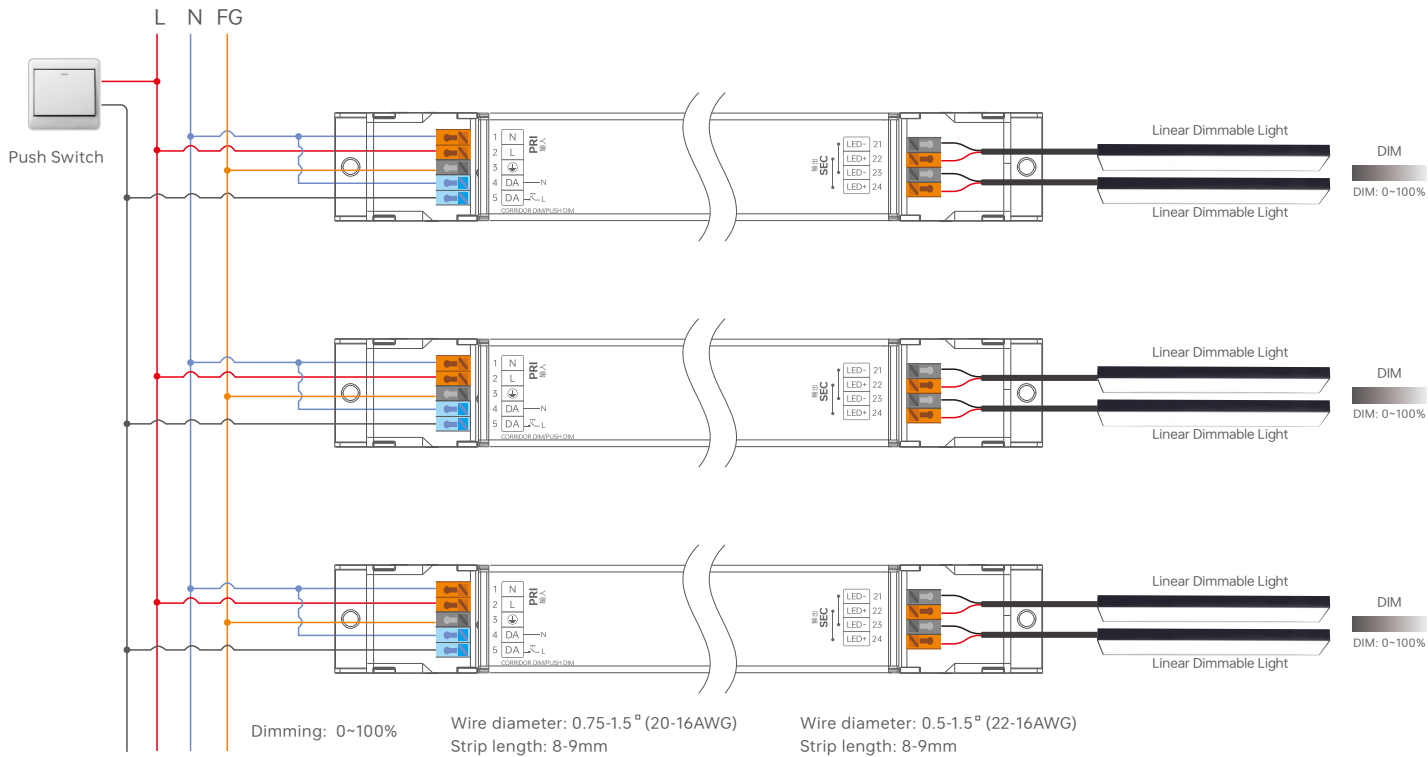 L N FG
Push Switch
1 N
2 L
3
4 DA N
5 DA L
PRI
输入
CORRIDOR DIM/PUSH DIM
输出
SEC
LED- 21
LED+ 22
LED- 23
LED+ 24
Linear Dimmable Light
Linear Dimmable Light
DIM
DIM: 0~100%
1 N
2 L
3
4 DA N
5 DA L
PRI
输入
CORRIDOR DIM/PUSH DIM
输出
SEC
LED- 21
LED+ 22
LED- 23
LED+ 24
Linear Dimmable Light
Linear Dimmable Light
DIM
DIM: 0~100%
1 N
2 L
3
4 DA N
5 DA L
PRI
输入
CORRIDOR DIM/PUSH DIM
输出
SEC
LED- 21
LED+ 22
LED- 23
LED+ 24
Linear Dimmable Light
Linear Dimmable Light
DIM
DIM: 0~100%
Dimming: 0~100%
Wire diameter: 0.75-1.5¤ (20-16AWG)
Strip length: 8-9mm
Wire diameter: 0.5-1.5¤ (22-16AWG)
Strip length: 8-9mm